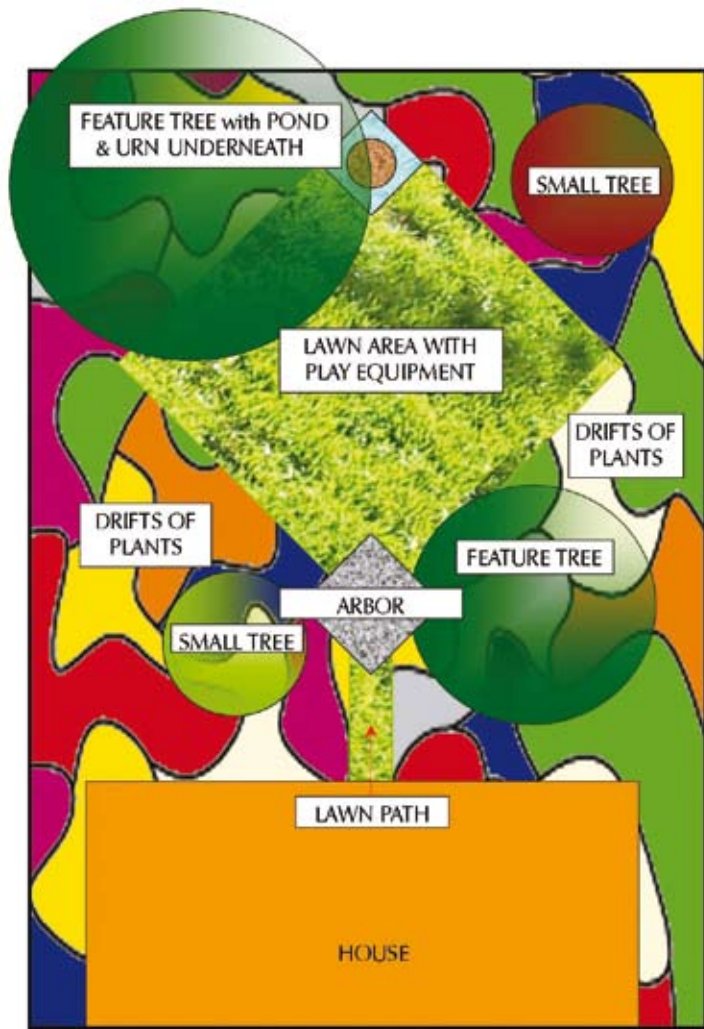 FEATURE TREE with POND
& URN UNDERNEATH
SMALL TREE
LAWN AREA WITH
PLAY EQUIPMENT
DRIFTS OF
PLANTS
DRIFTS OF
PLANTS
FEATURE TREE
ARBOR
SMALL TREE
LAWN PATH
HOUSE